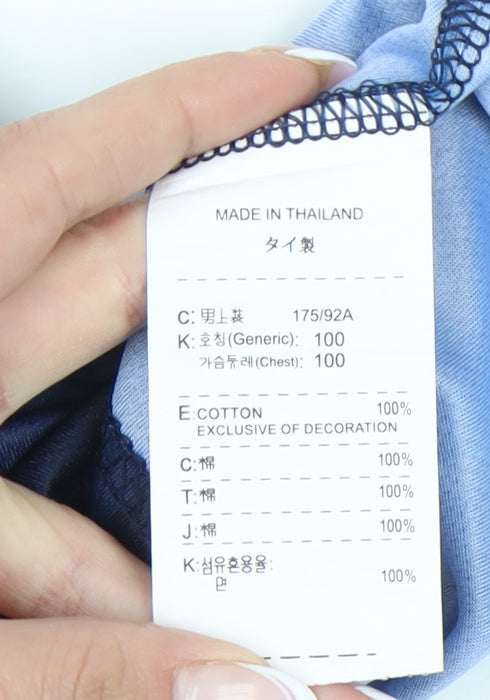 MADE IN THAILAND
タイ製
C: 男上装 175/92A
K: 호칭(Generic): 100
가슴두레(Chest): 100
E: COTTON 100%
EXCLUSIVE OF DECORATION
C: 棉 100%
T: 棉 100%
J: 棉 100%
K: 섬유혼용율:
면 100%